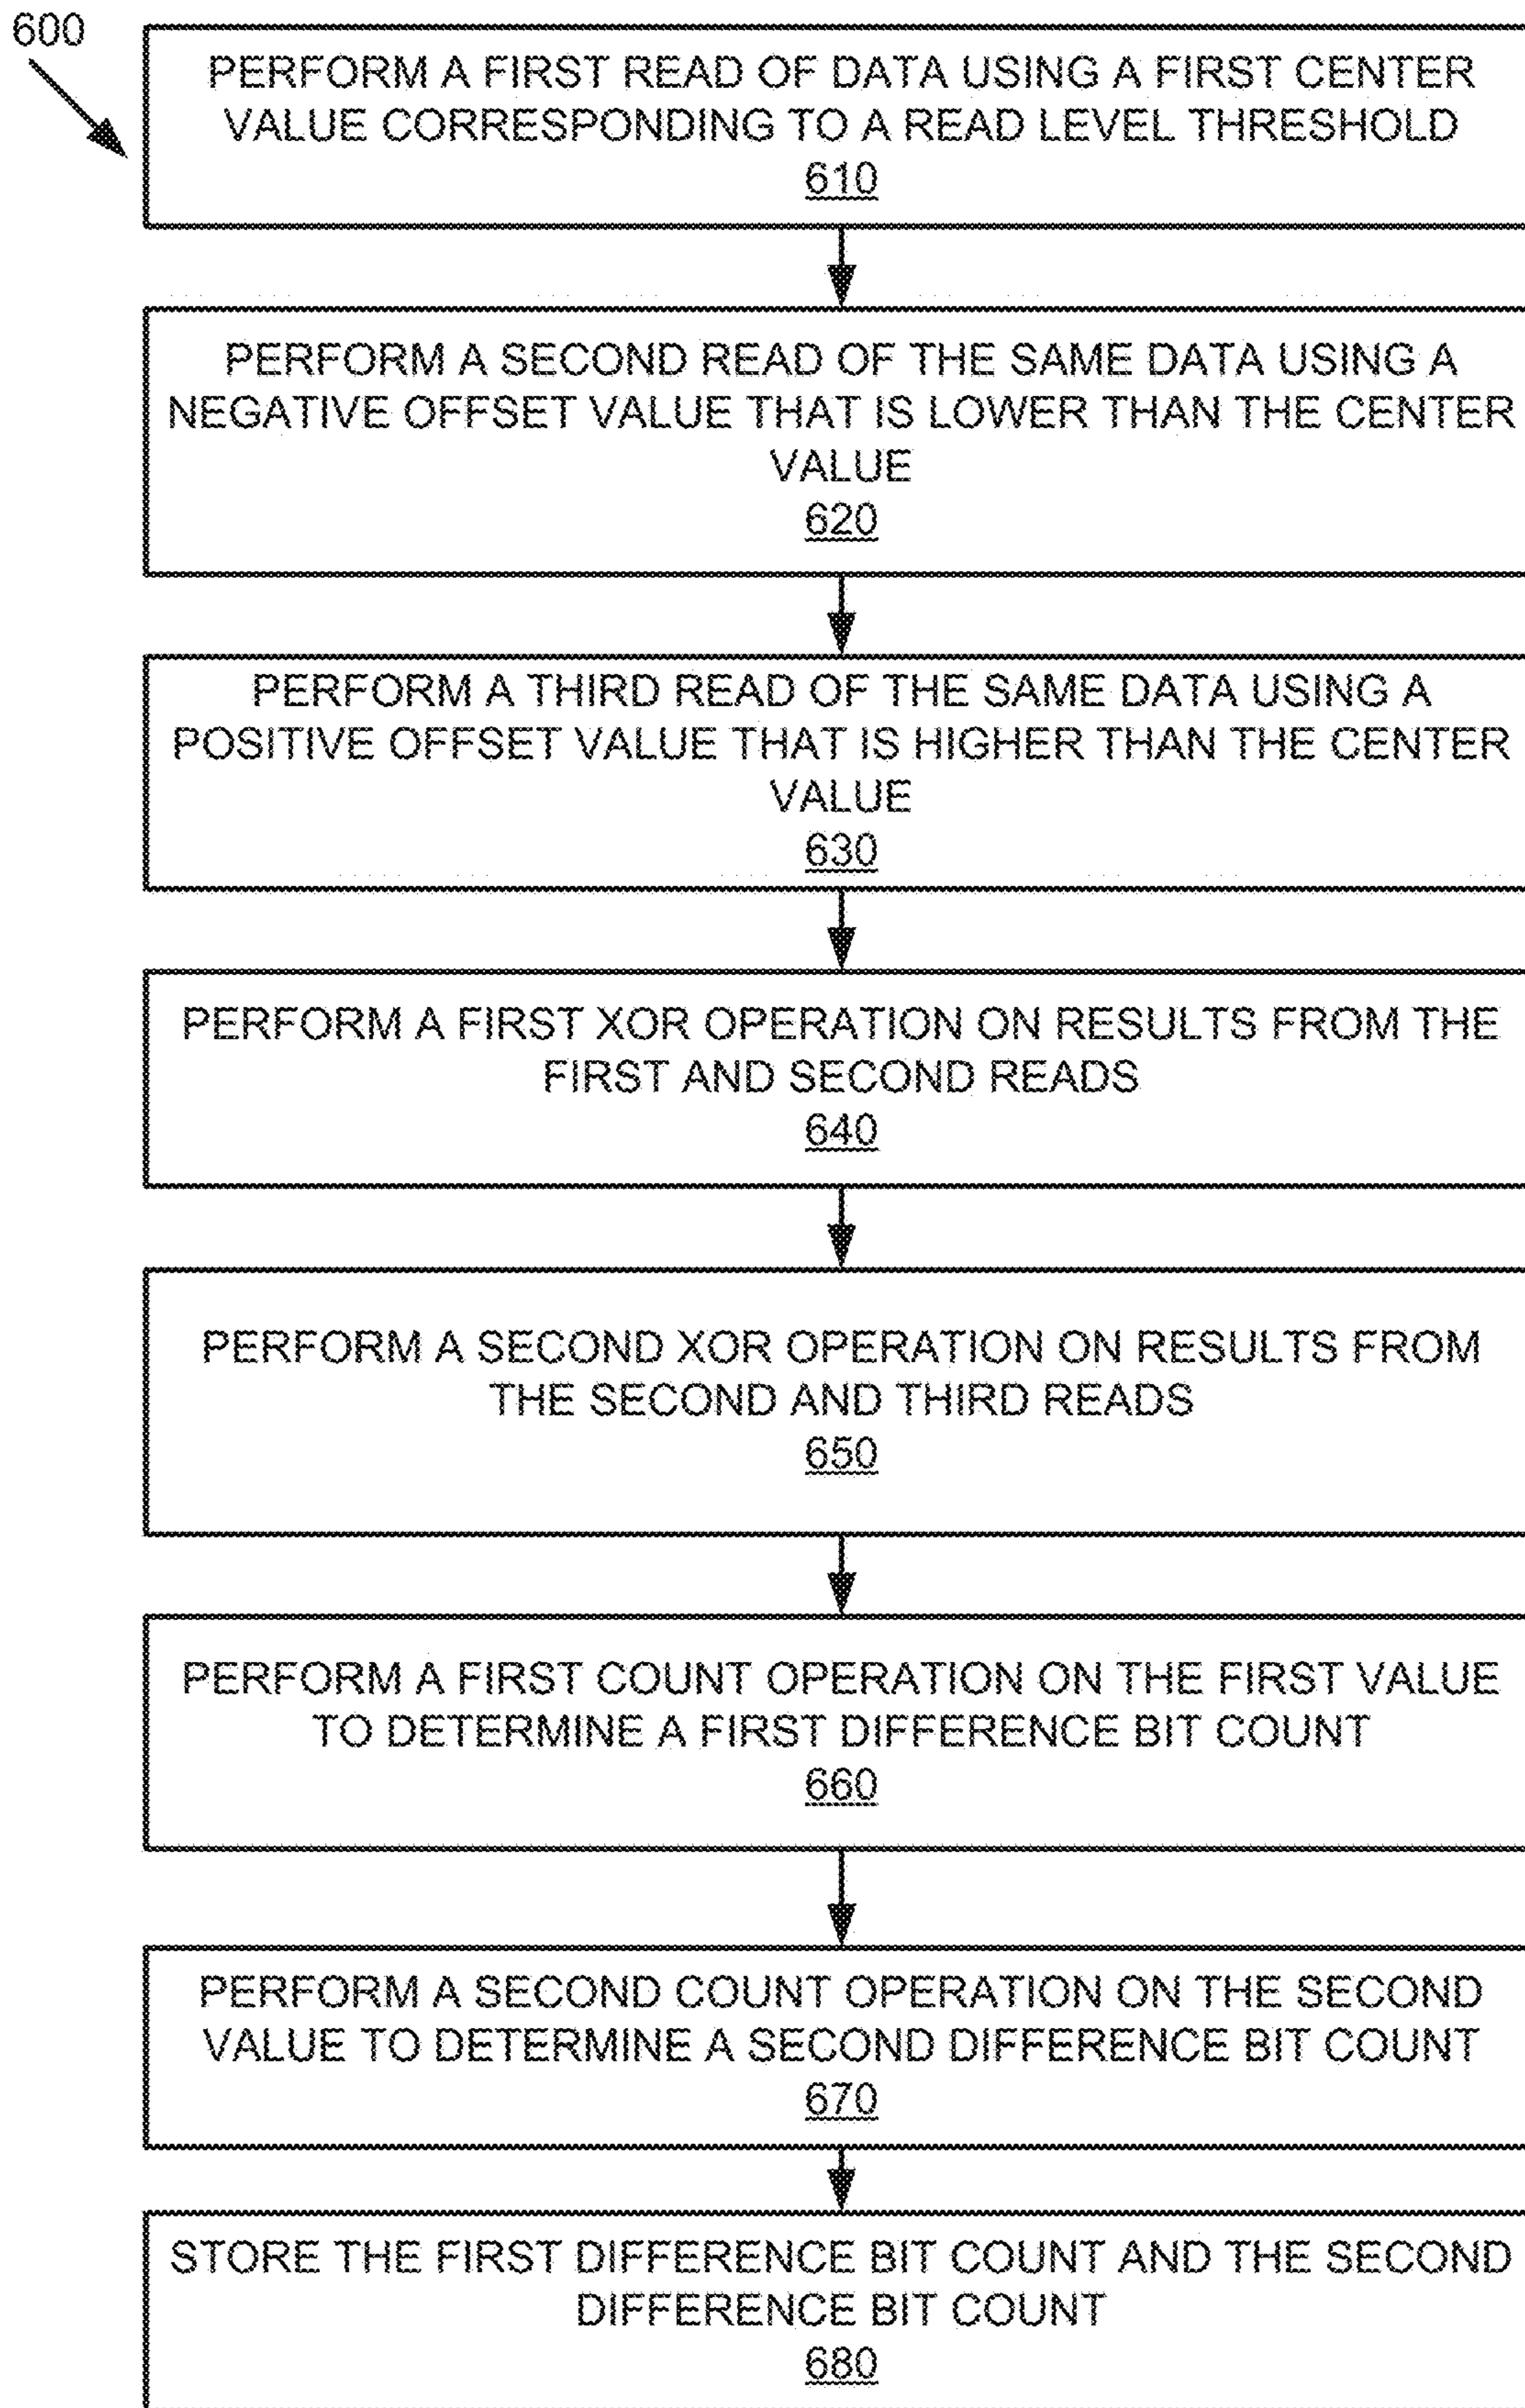 600
PERFORM A FIRST READ OF DATA USING A FIRST CENTER
VALUE CORRESPONDING TO A READ LEVEL THRESHOLD
610
PERFORM A SECOND READ OF THE SAME DATA USING A
NEGATIVE OFFSET VALUE THAT IS LOWER THAN THE CENTER
VALUE
620
PERFORM A THIRD READ OF THE SAME DATA USING A
POSITIVE OFFSET VALUE THAT IS HIGHER THAN THE CENTER
VALUE
630
PERFORM A FIRST XOR OPERATION ON RESULTS FROM THE
FIRST AND SECOND READS
640
PERFORM A SECOND XOR OPERATION ON RESULTS FROM
THE SECOND AND THIRD READS
650
PERFORM A FIRST COUNT OPERATION ON THE FIRST VALUE
TO DETERMINE A FIRST DIFFERENCE BIT COUNT
660
PERFORM A SECOND COUNT OPERATION ON THE SECOND
VALUE TO DETERMINE A SECOND DIFFERENCE BIT COUNT
670
STORE THE FIRST DIFFERENCE BIT COUNT AND THE SECOND
DIFFERENCE BIT COUNT
680